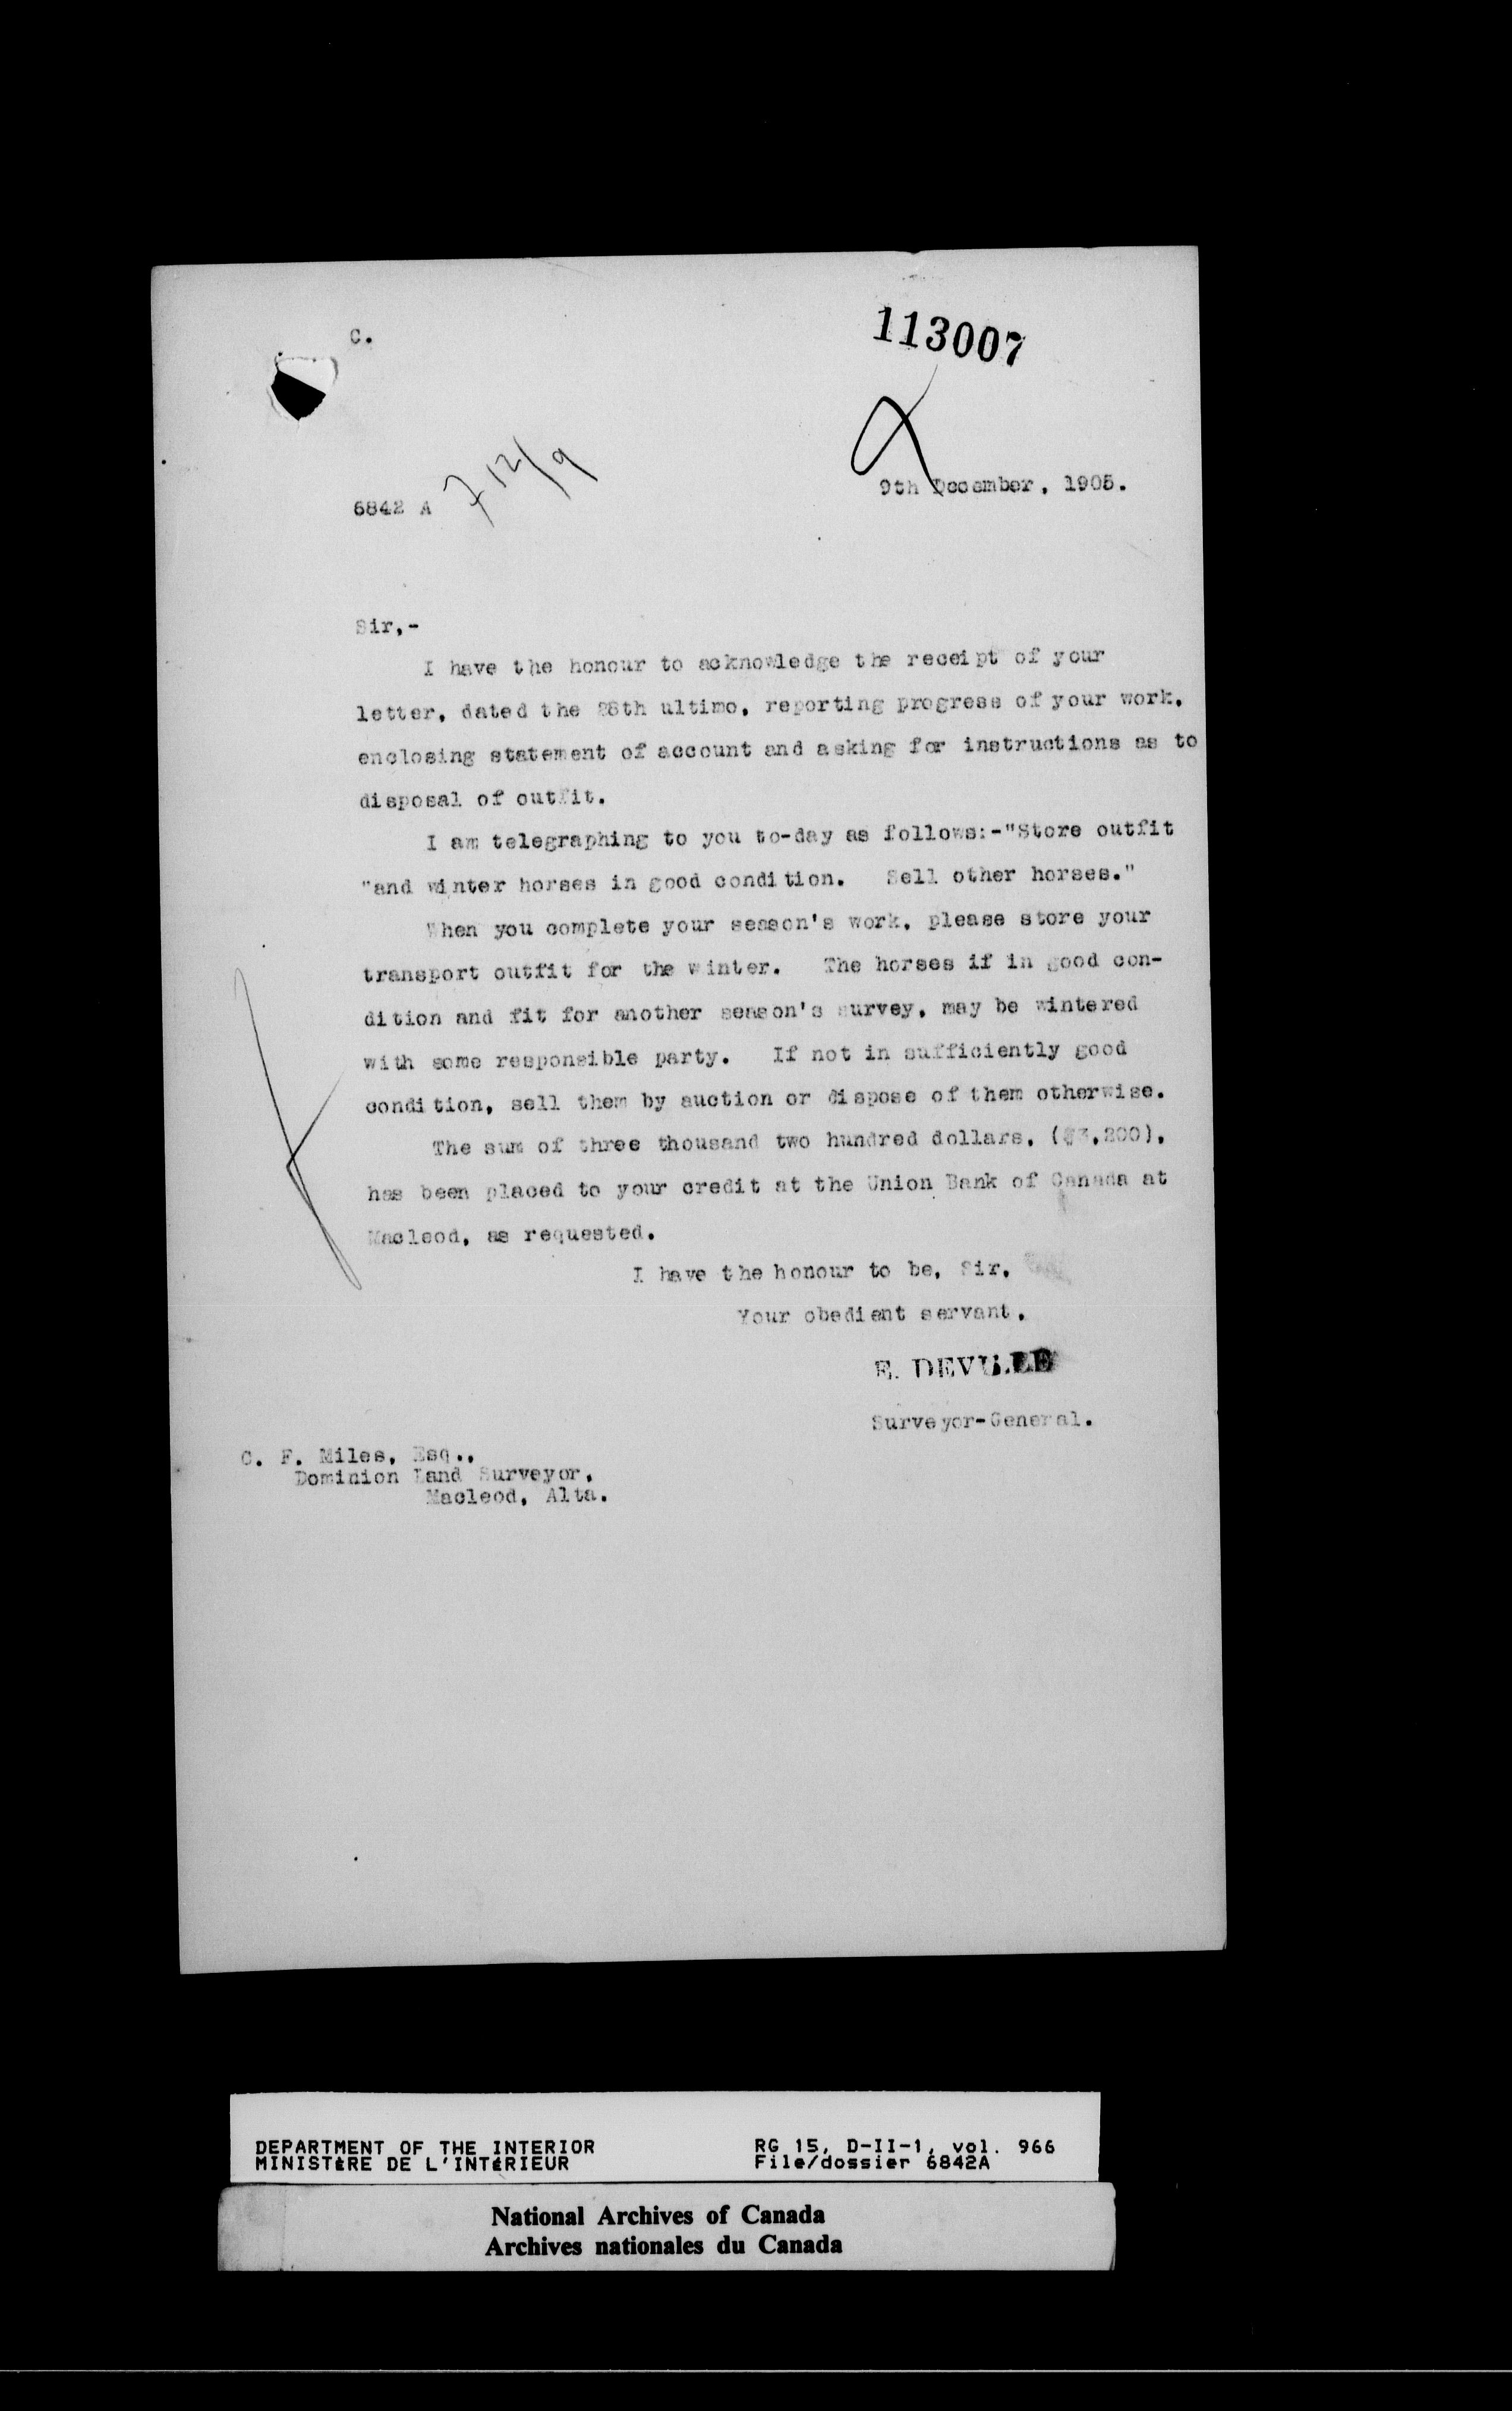 C.
113007
7 12/9
9th December, 1905.
6842 A
Sir,-
I have the honour to acknowledge the receipt of your
letter, dated the 28th ultimo, reporting progress of your work,
enclosing statement of account and asking for instructions as to
disposal of outfit.
I am telegraphing to you to-day as follows:-"Store outfit
"and winter horses in good condition. Sell other horses."
When you complete your season's work, please store your
transport outfit for the winter. The horses if in good con-
dition and fit for another season's survey, may be wintered
with some responsible party. If not in sufficiently good
condition, sell them by auction or dispose of them otherwise.
The sum of three thousand two hundred dollars, ($3,200),
has been placed to your credit at the Union Bank of Canada at
Macleod, as requested.
I have the honour to be, Sir,
Your obedient servant,
E. DEVILLE
Surveyor-General.
C. F. Miles, Esq.,
Dominion Land Surveyor,
Macleod, Alta.
DEPARTMENT OF THE INTERIOR RG 15, D-II-1, vol. 966
MINISTÈRE DE L'INTÉRIEUR File/dossier 6842A
National Archives of Canada
Archives nationales du Canada